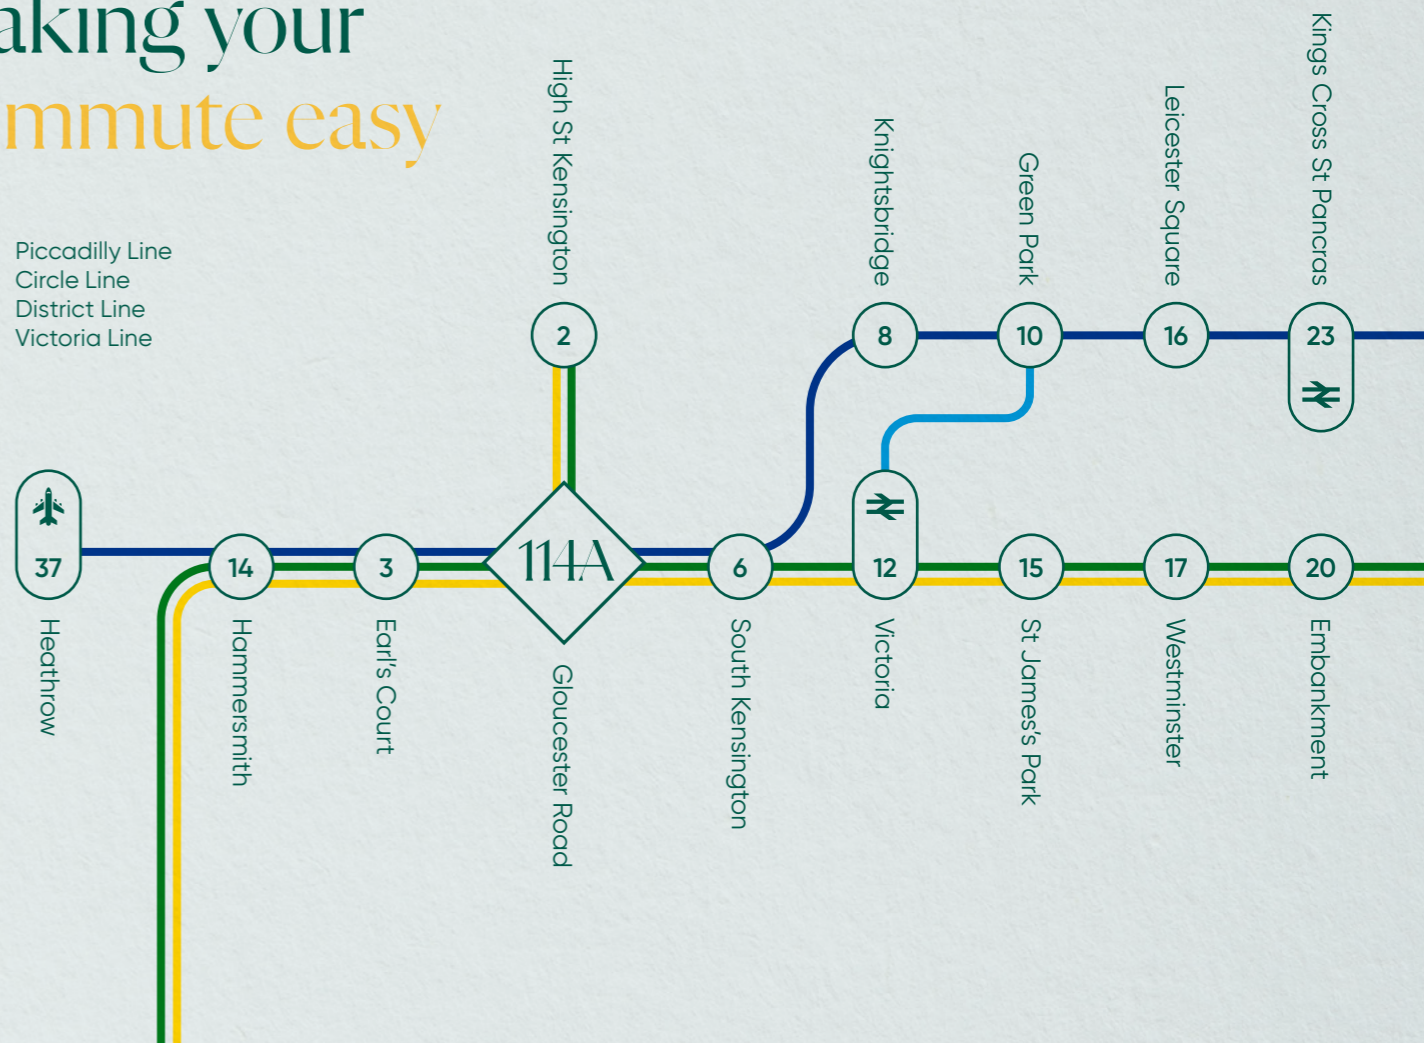 aking your
mmute easy
Piccadilly Line
Circle Line
District Line
Victoria Line
High St Kensington
Knightsbridge
Green Park
Leicester Square
Kings Cross St Pancras
2
8
10
16
23
37
14
3
114A
6
12
15
17
20
Heathrow
Hammersmith
Earl's Court
Gloucester Road
South Kensington
Victoria
St James's Park
Westminster
Embankment